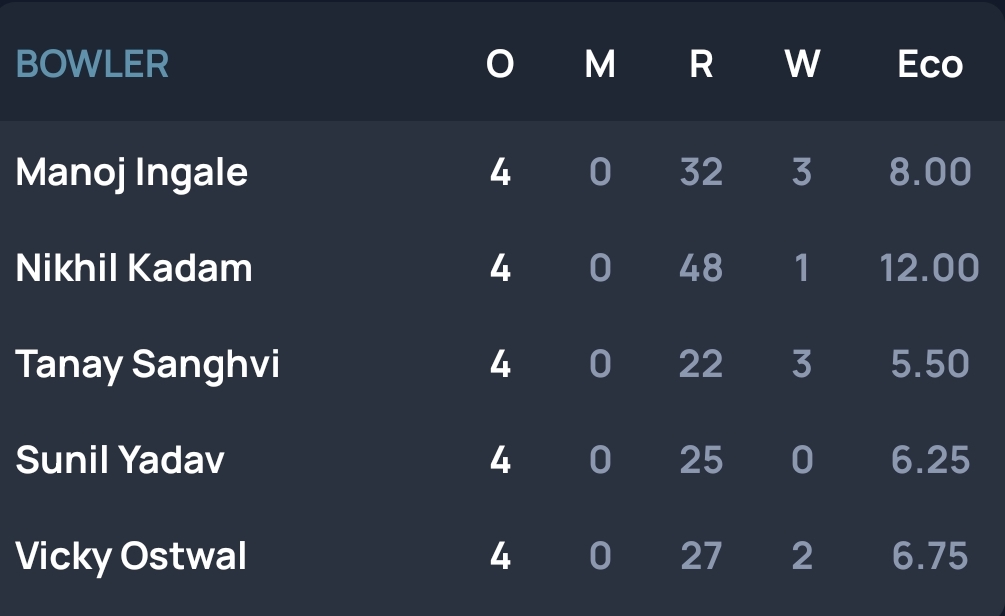 BOWLER O M R W Eco
Manoj Ingale 4 0 32 3 8.00
Nikhil Kadam 4 0 48 1 12.00
Tanay Sanghvi 4 0 22 3 5.50
Sunil Yadav 4 0 25 0 6.25
Vicky Ostwal 4 0 27 2 6.75